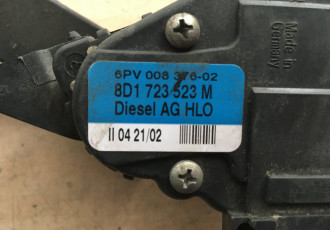 6PV 008 376-02
8D1 723 523 M
Diesel AG HLO
II 04 21/02
Made in
Germany